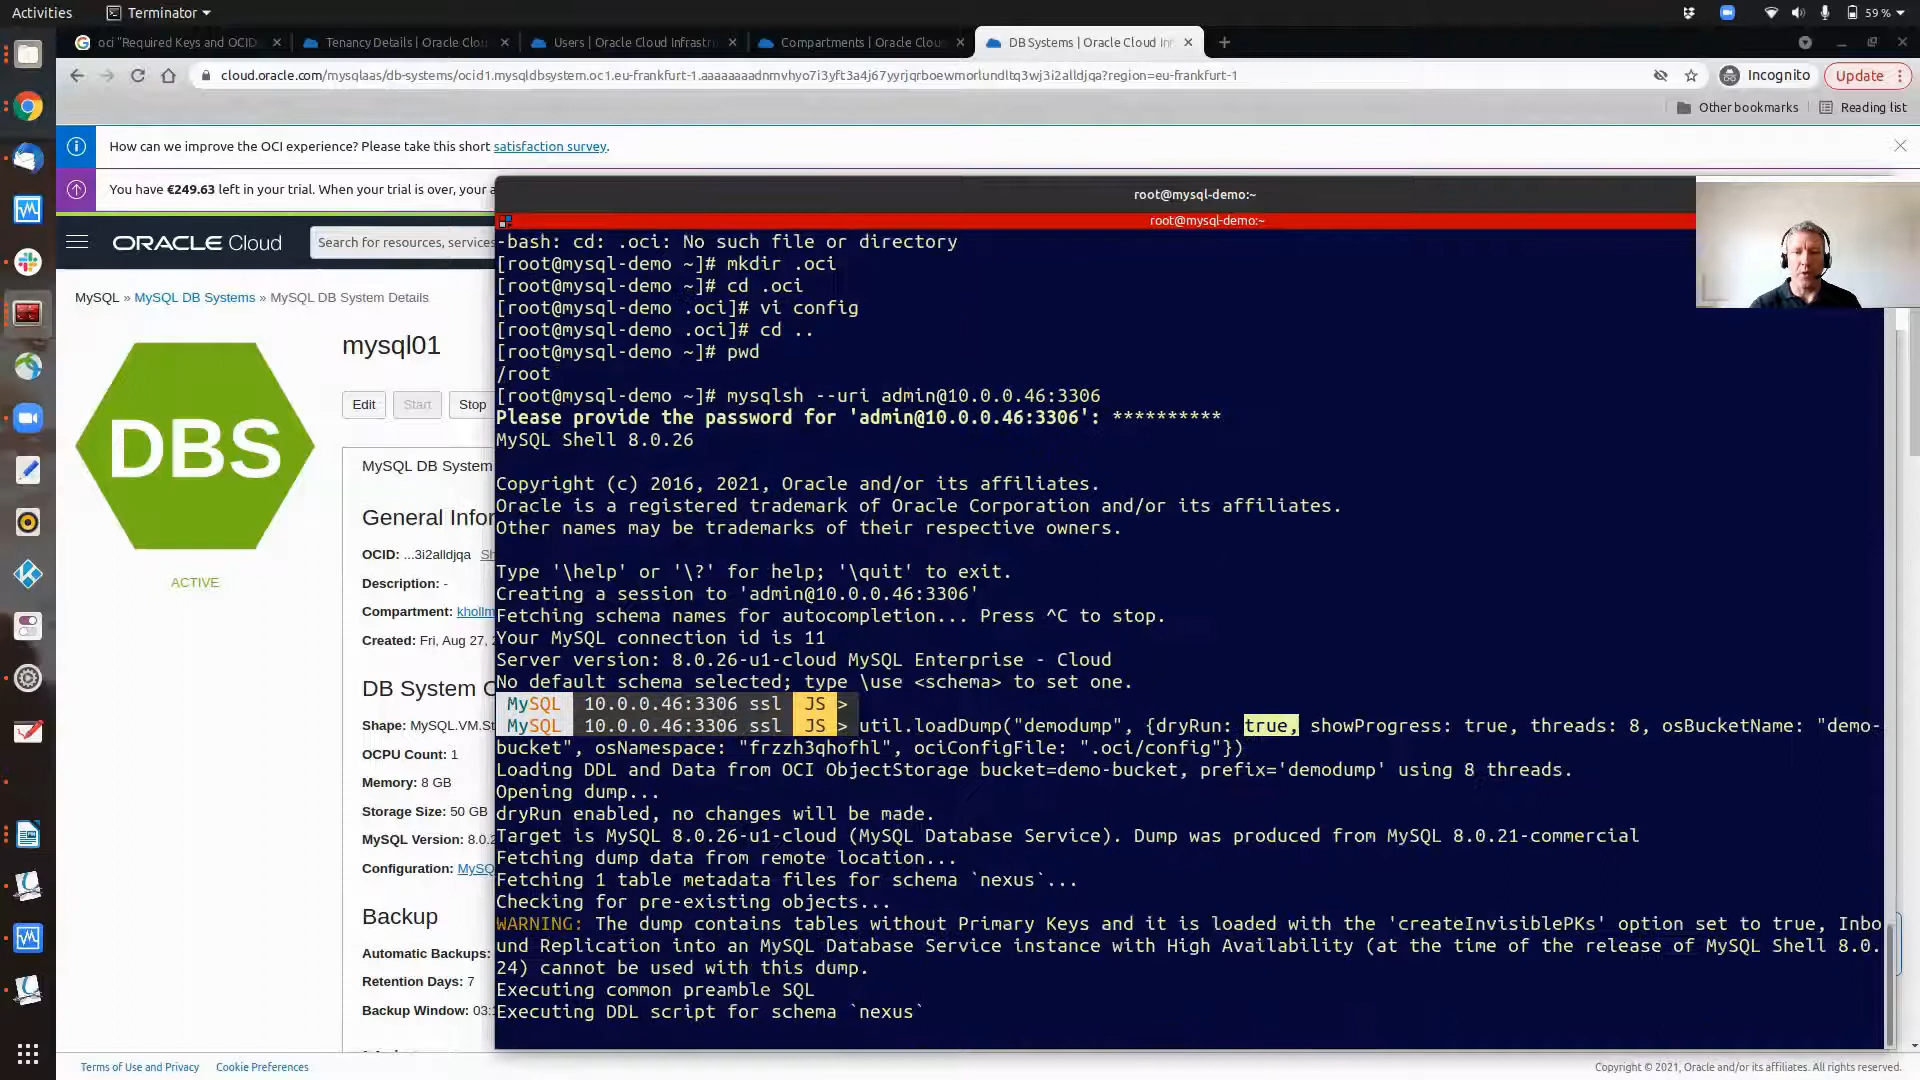 Activities
Terminator
59 %
oci "Required Keys and OCID
Tenancy Details | Oracle Clo
Users | Oracle Cloud Infrastru
Compartments | Oracle Clou
DB Systems | Oracle Cloud In
cloud.oracle.com/mysqlaas/db-systems/ocid1.mysqldbsystem.oc1.eu-frankfurt-1.aaaaaaaadnmvhyo7i3yft3a4j67yyrjqrboewmorlundltq3wj3i2alldjqa?region=eu-frankfurt-1
Incognito
Update
Other bookmarks
Reading list
How can we improve the OCI experience? Please take this short satisfaction survey.
You have €249.63 left in your trial. When your trial is over, your a
ORACLE Cloud
Search for resources, services
MySQL » MySQL DB Systems » MySQL DB System Details
DBS
ACTIVE
mysql01
Edit
Start
Stop
MySQL DB System
General Infor
OCID: ...3i2alldjqa Sh
Description: -
Compartment: khollm
Created: Fri, Aug 27, 2
DB System C
Shape: MySQL.VM.St
OCPU Count: 1
Memory: 8 GB
Storage Size: 50 GB
MySQL Version: 8.0.2
Configuration: MySQ
Backup
Automatic Backups:
Retention Days: 7
Backup Window: 03:1
root@mysql-demo:~
root@mysql-demo:~
-bash: cd: .oci: No such file or directory
[root@mysql-demo ~]# mkdir .oci
[root@mysql-demo ~]# cd .oci
[root@mysql-demo .oci]# vi config
[root@mysql-demo .oci]# cd ..
[root@mysql-demo ~]# pwd
/root
[root@mysql-demo ~]# mysqlsh --uri admin@10.0.0.46:3306
Please provide the password for 'admin@10.0.0.46:3306': **********
MySQL Shell 8.0.26
Copyright (c) 2016, 2021, Oracle and/or its affiliates.
Oracle is a registered trademark of Oracle Corporation and/or its affiliates.
Other names may be trademarks of their respective owners.
Type '\help' or '\?' for help; '\quit' to exit.
Creating a session to 'admin@10.0.0.46:3306'
Fetching schema names for autocompletion... Press ^C to stop.
Your MySQL connection id is 11
Server version: 8.0.26-u1-cloud MySQL Enterprise - Cloud
No default schema selected; type \use <schema> to set one.
MySQL 10.0.0.46:3306 ssl JS >
MySQL 10.0.0.46:3306 ssl JS > util.loadDump("demodump", {dryRun: true, showProgress: true, threads: 8, osBucketName: "demo-
bucket", osNamespace: "frzzh3qhofhl", ociConfigFile: ".oci/config"})
Loading DDL and Data from OCI ObjectStorage bucket=demo-bucket, prefix='demodump' using 8 threads.
Opening dump...
dryRun enabled, no changes will be made.
Target is MySQL 8.0.26-u1-cloud (MySQL Database Service). Dump was produced from MySQL 8.0.21-commercial
Fetching dump data from remote location...
Fetching 1 table metadata files for schema `nexus`...
Checking for pre-existing objects...
WARNING: The dump contains tables without Primary Keys and it is loaded with the 'createInvisiblePKs' option set to true, Inbo
und Replication into an MySQL Database Service instance with High Availability (at the time of the release of MySQL Shell 8.0.
24) cannot be used with this dump.
Executing common preamble SQL
Executing DDL script for schema `nexus`
Terms of Use and Privacy
Cookie Preferences
Copyright © 2021, Oracle and/or its affiliates. All rights reserved.